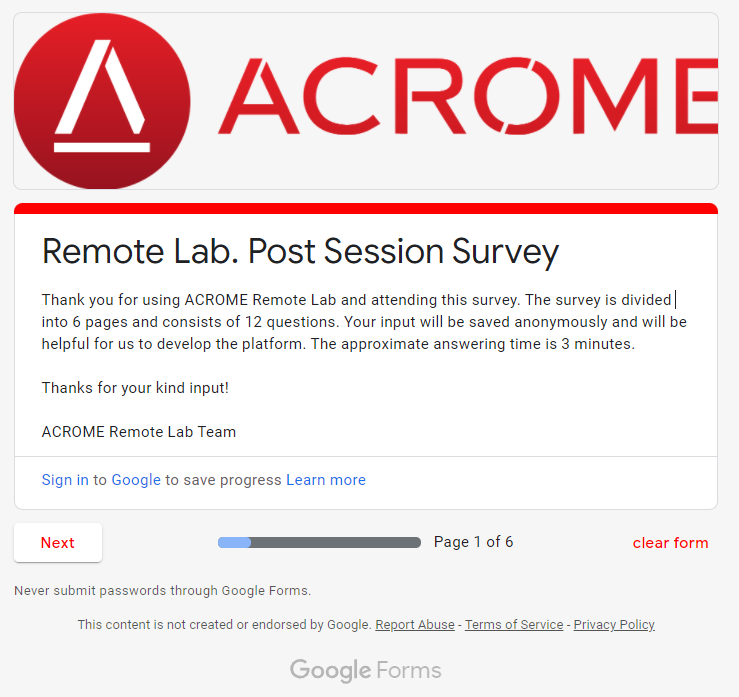 ACROME
Remote Lab. Post Session Survey
Thank you for using ACROME Remote Lab and attending this survey. The survey is divided
into 6 pages and consists of 12 questions. Your input will be saved anonymously and will be
helpful for us to develop the platform. The approximate answering time is 3 minutes.
Thanks for your kind input!
ACROME Remote Lab Team
Sign in to Google to save progress Learn more
Next
Page 1 of 6
clear form
Never submit passwords through Google Forms.
This content is not created or endorsed by Google. Report Abuse - Terms of Service - Privacy Policy
Google Forms